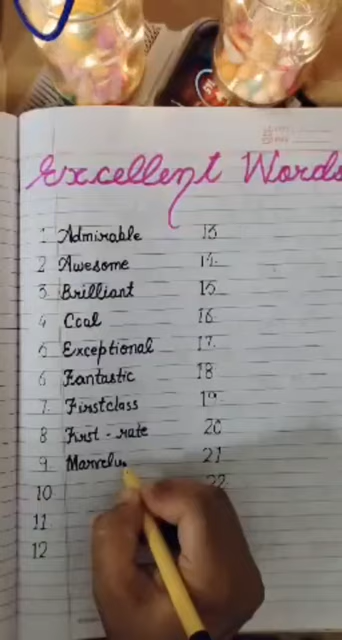 Excellent Words
1 Admirable 13
2 Awesome 14.
3 Brilliant 15
4 Cool 16
5 Exceptional 17.
6 Fantastic 18
7. Firstclass 19
8 First - rate 20
9. Marvelu 21
10 22
11
12